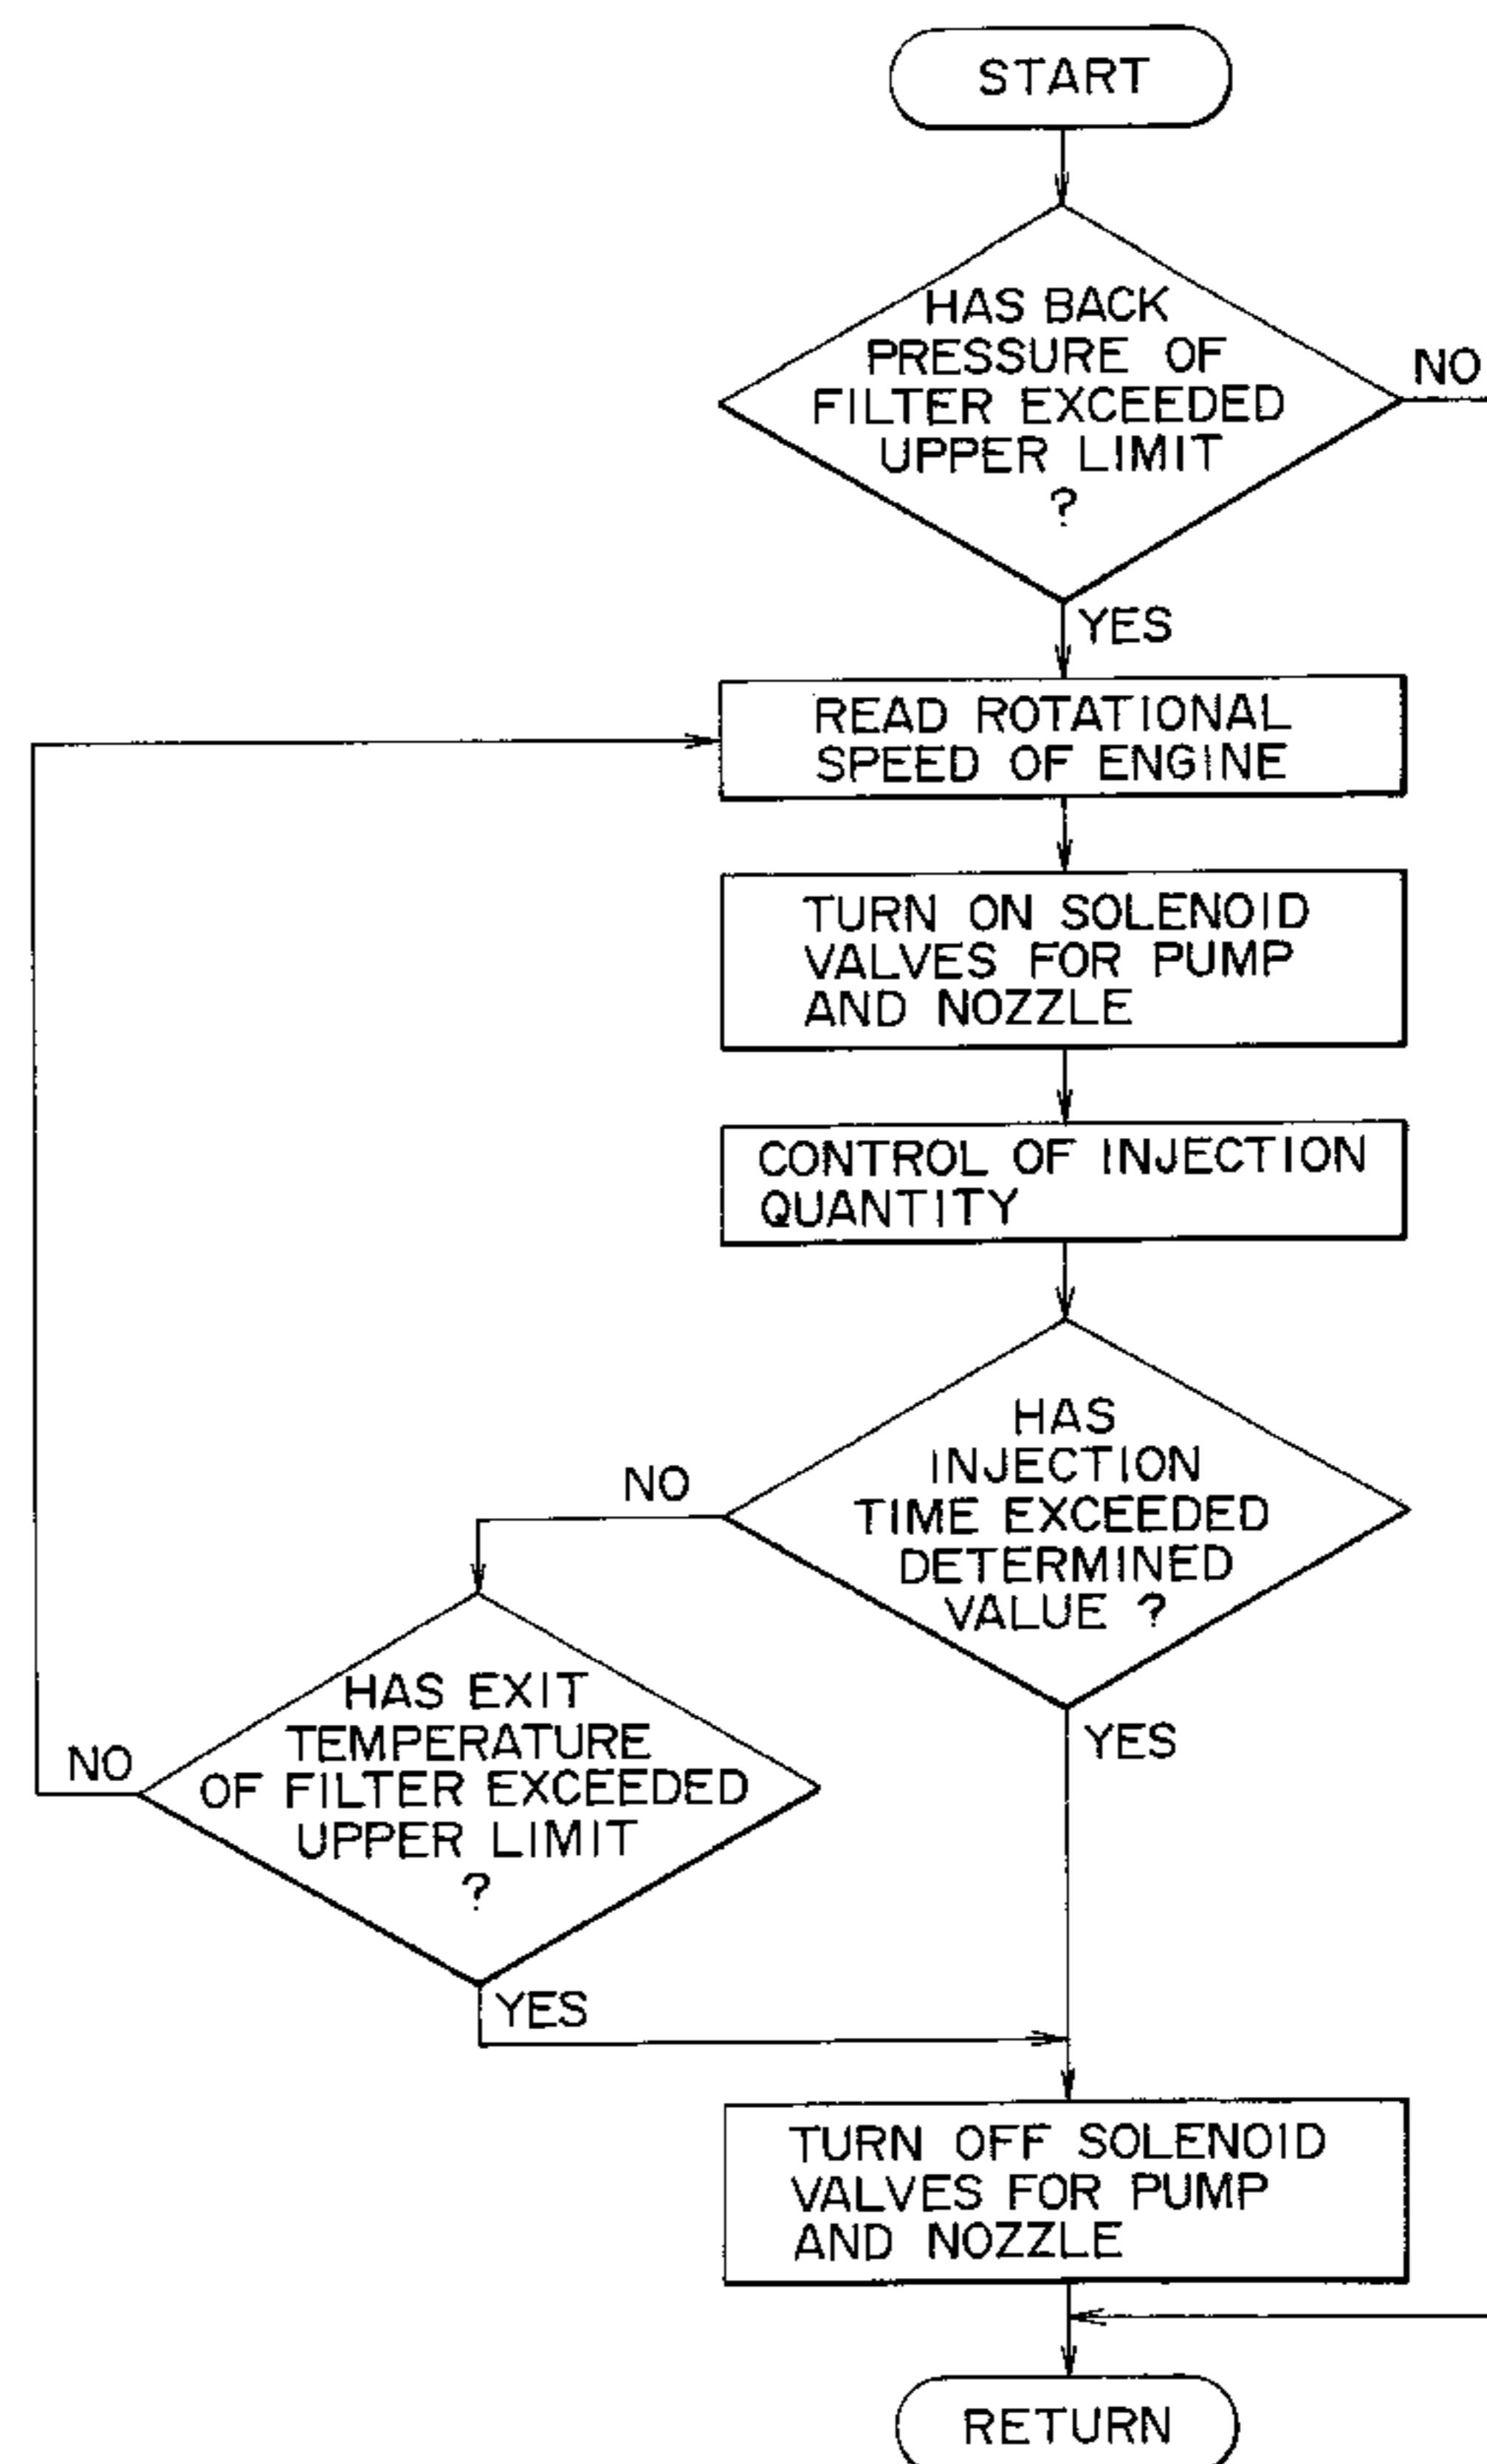 START
HAS BACK
PRESSURE OF
FILTER EXCEEDED
UPPER LIMIT
?
NO
YES
READ ROTATIONAL
SPEED OF ENGINE
TURN ON SOLENOID
VALVES FOR PUMP
AND NOZZLE
CONTROL OF INJECTION
QUANTITY
HAS
INJECTION
TIME EXCEEDED
DETERMINED
VALUE ?
NO
YES
HAS EXIT
TEMPERATURE
OF FILTER EXCEEDED
UPPER LIMIT
?
NO
YES
TURN OFF SOLENOID
VALVES FOR PUMP
AND NOZZLE
RETURN